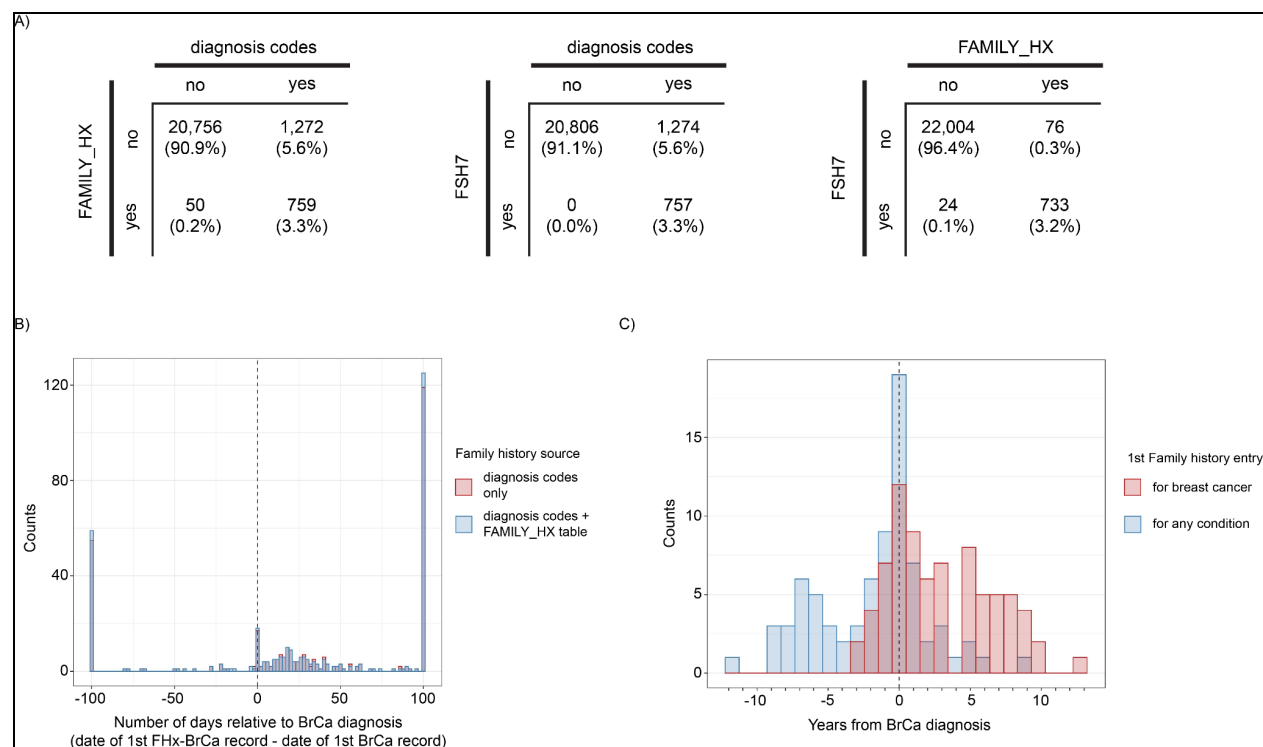 A)
diagnosis codes
no yes
FAMILY_HX
no
20,756 1,272
(90.9%) (5.6%)
yes
50 759
(0.2%) (3.3%)
diagnosis codes
no yes
FSH7
no
20,806 1,274
(91.1%) (5.6%)
yes
0 757
(0.0%) (3.3%)
FAMILY_HX
no yes
FSH7
no
22,004 76
(96.4%) (0.3%)
yes
24 733
(0.1%) (3.2%)
B)
Counts
120
80
40
0
-100 -50 0 50 100
Number of days relative to BrCa diagnosis
(date of 1st FHx-BrCa record - date of 1st BrCa record)
Family history source
diagnosis codes
only
diagnosis codes +
FAMILY_HX table
C)
Counts
15
10
5
0
-10 -5 0 5 10
Years from BrCa diagnosis
1st Family history entry
for breast cancer
for any condition